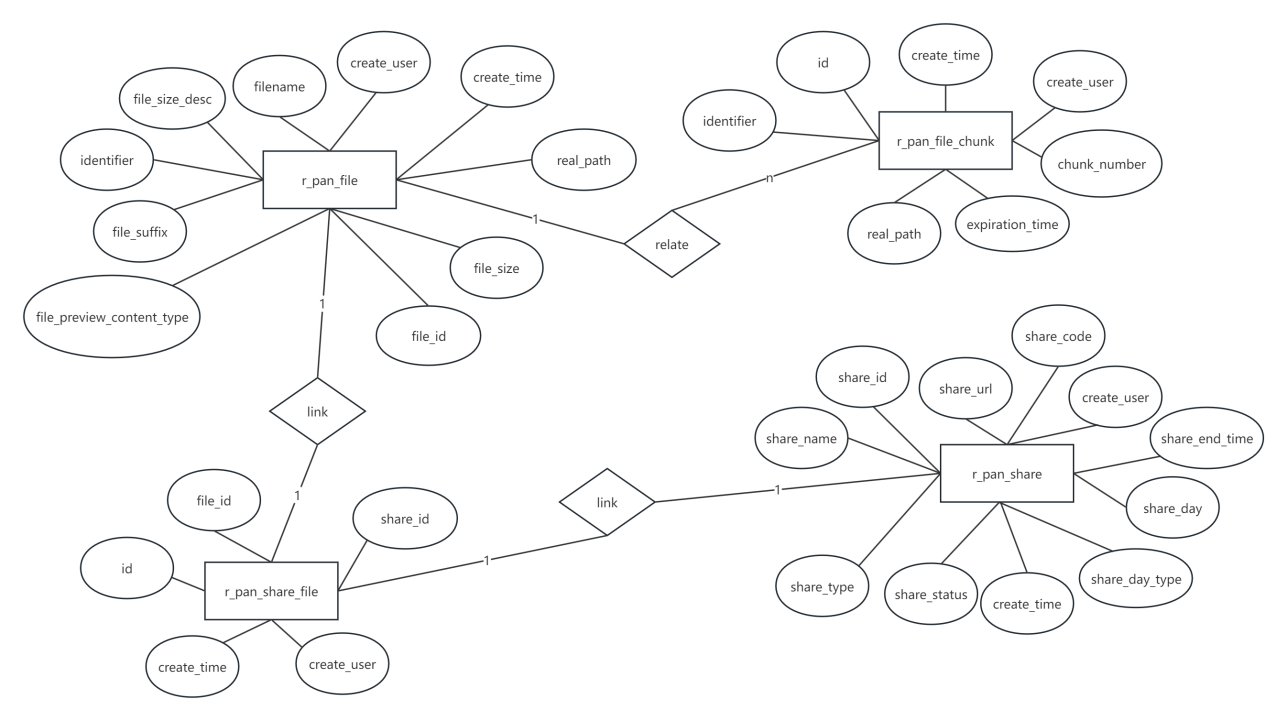 create_user
filename
create_time
file_size_desc
identifier
real_path
r_pan_file
file_suffix
1
file_size
file_preview_content_type
file_id
1
link
1
id
create_time
create_user
identifier
r_pan_file_chunk
chunk_number
n
real_path
expiration_time
relate
share_code
share_id
share_url
create_user
share_name
share_end_time
r_pan_share
share_day
share_type
share_status
create_time
share_day_type
link
1
1
file_id
share_id
id
r_pan_share_file
create_time
create_user